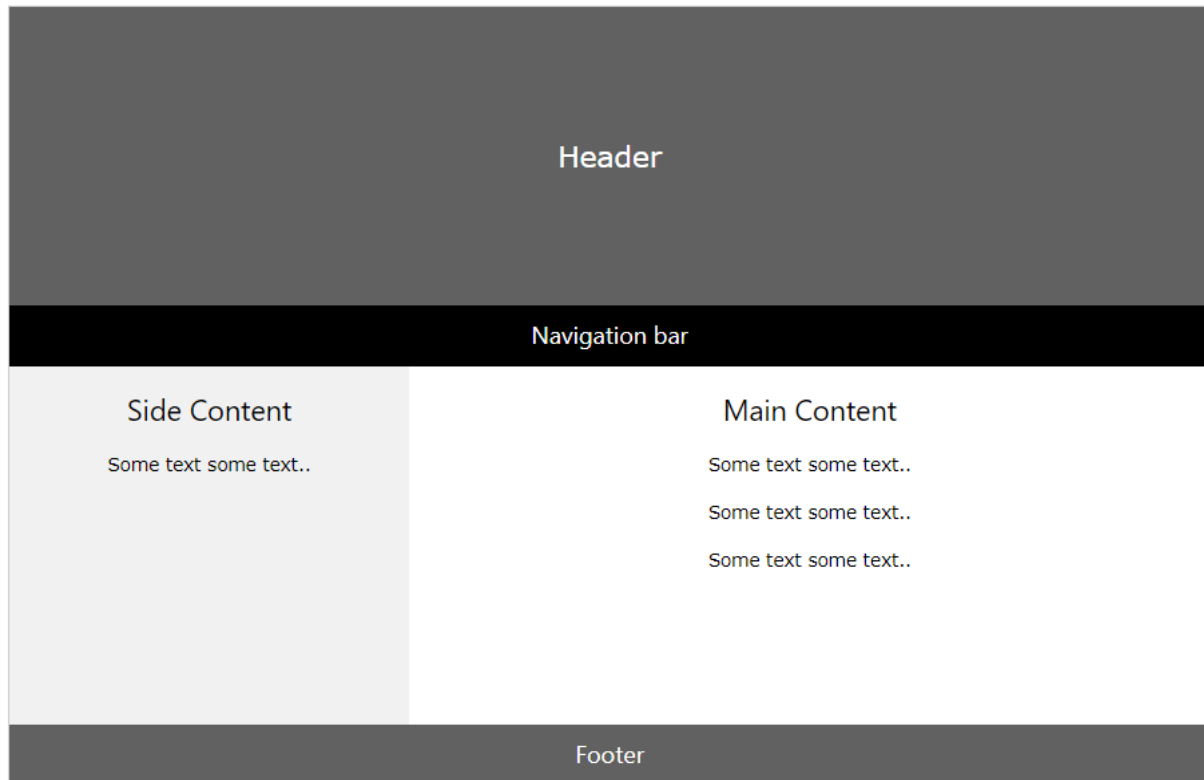 Header
Navigation bar
Side Content
Some text some text..
Main Content
Some text some text..
Some text some text..
Some text some text..
Footer